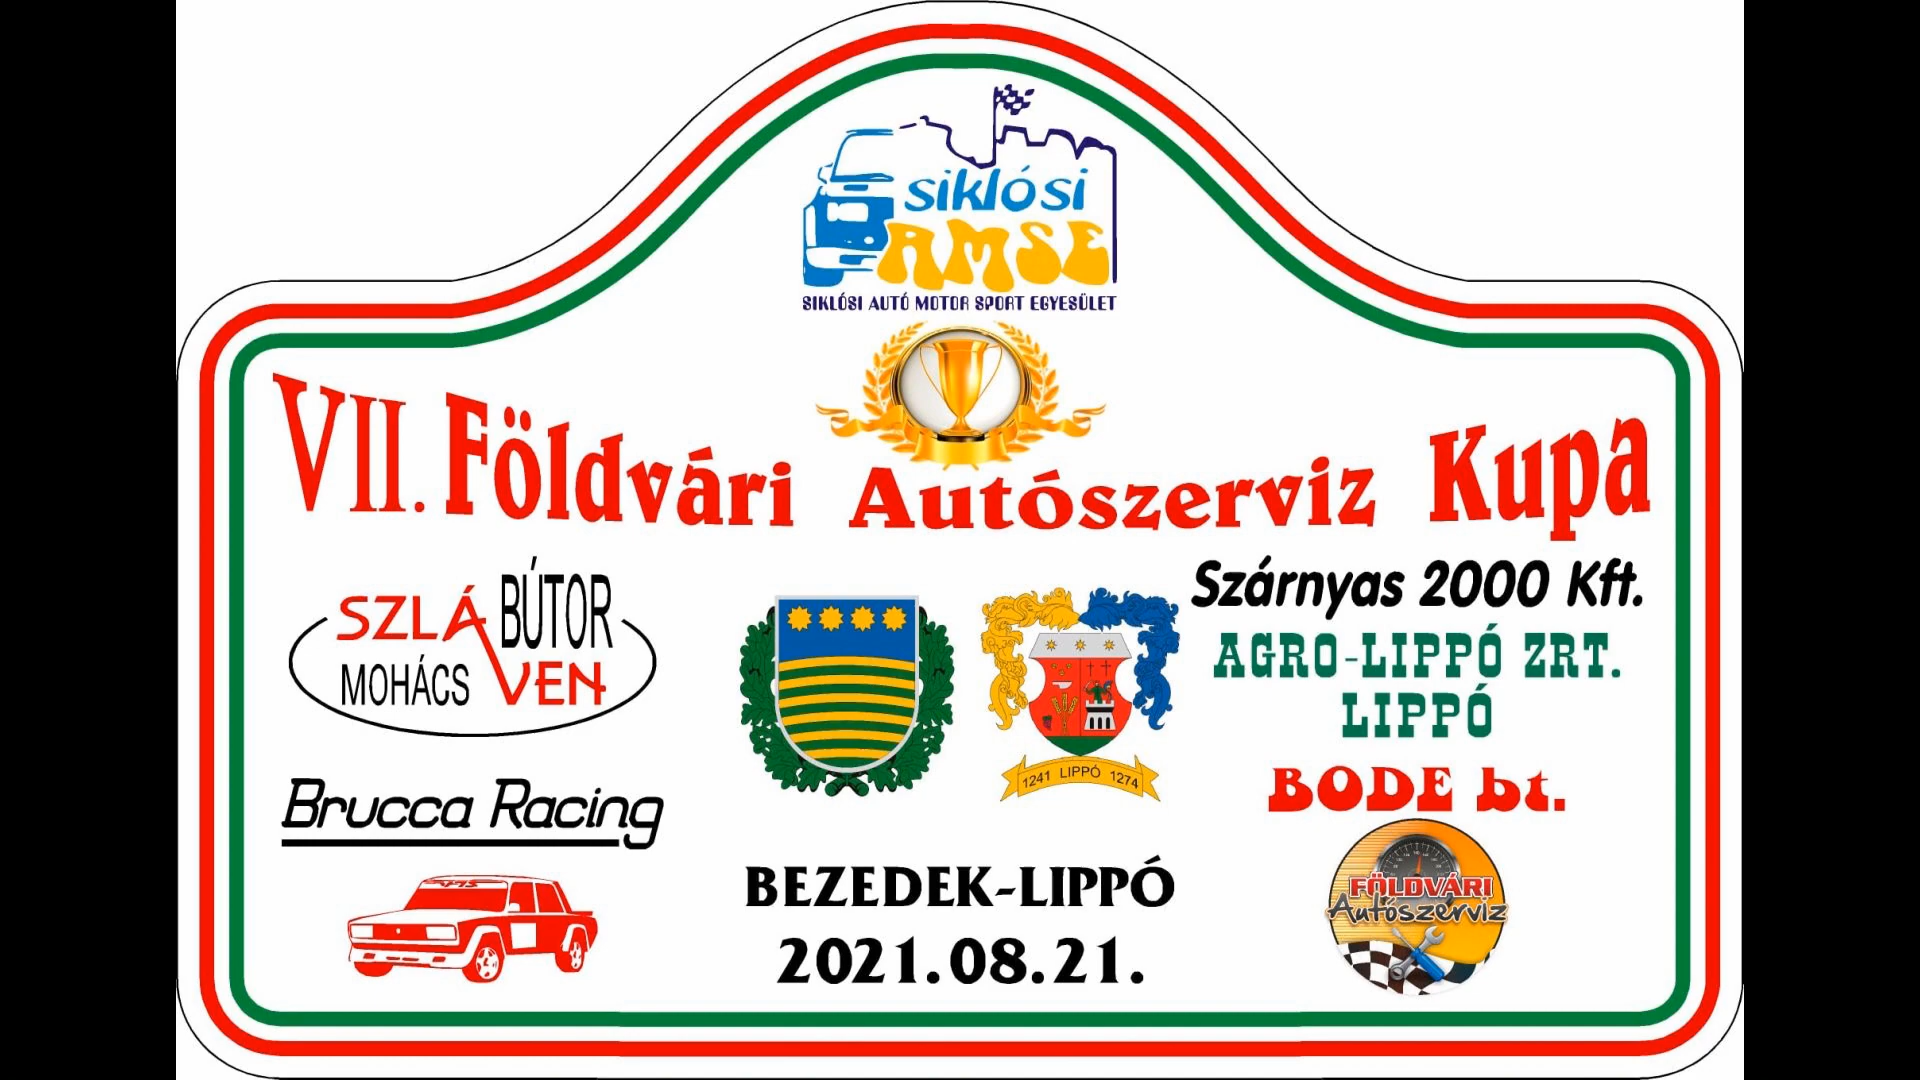 siklósi
AMSE
SIKLÓSI AUTÓ MOTOR SPORT EGYESÜLET
VII. Földvári Autószerviz Kupa
SZLÁVEN BÚTOR
MOHÁCS
Szárnyas 2000 Kft.
AGRO-LIPPÓ ZRT.
LIPPÓ
1241 LIPPÓ 1274
BODE bt.
Brucca Racing
FÖLDVÁRI
Autószerviz
BEZEDEK-LIPPÓ
2021.08.21.